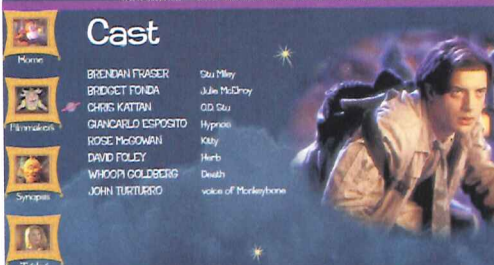 Cast
Home
BRENDAN FRASER Stu Miley
BRIDGET FONDA Julie McElroy
CHRIS KATTAN O.D. Stu
GIANCARLO ESPOSITO Hypnos
Filmmakers
ROSE McGOWAN Kitty
DAVID FOLEY Herb
WHOOPI GOLDBERG Death
JOHN TURTURRO voice of Monkeybone
Synopsis